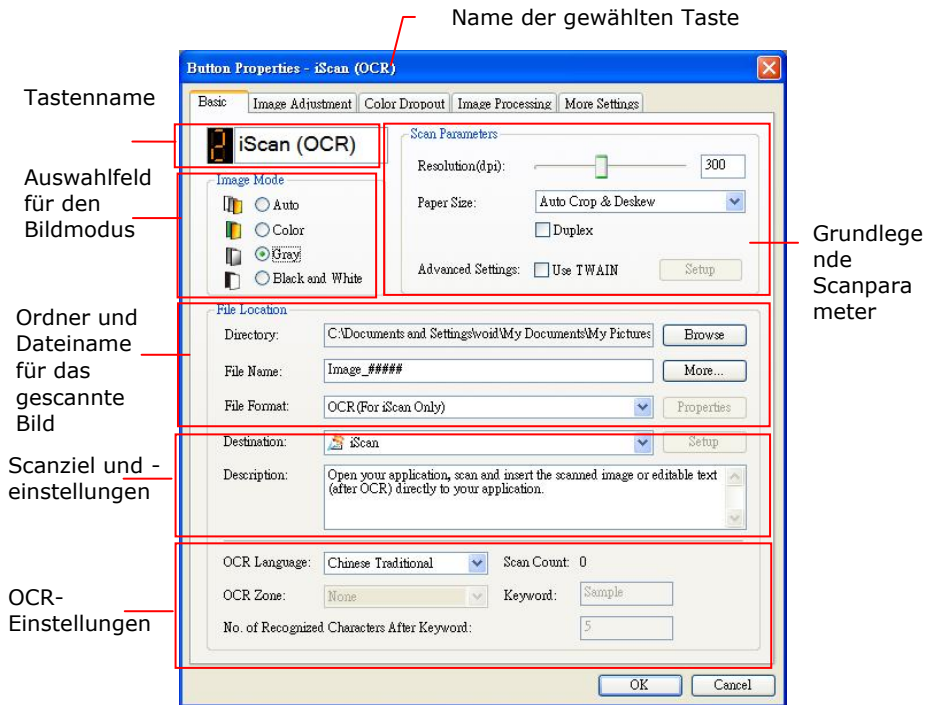 Name der gewählten Taste
Button Properties - iScan (OCR)
Tastenname
Basic Image Adjustment Color Dropout Image Processing More Settings
2 iScan (OCR)
Auswahlfeld
für den
Bildmodus
Image Mode
Auto
Color
Gray
Black and White
Scan Parameters
Resolution(dpi): 300
Paper Size: Auto Crop & Deskew
Duplex
Advanced Settings: Use TWAIN Setup
Grundlege
nde
Scanpara
meter
Ordner und
Dateiname
für das
gescannte
Bild
File Location
Directory: C:\Documents and Settings\void\My Documents\My Pictures Browse
File Name: Image_##### More...
File Format: OCR(For iScan Only) Properties
Scanziel und -
einstellungen
Destination: iScan Setup
Description: Open your application, scan and insert the scanned image or editable text
(after OCR) directly to your application.
OCR-
Einstellungen
OCR Language: Chinese Traditional Scan Count: 0
OCR Zone: None Keyword: Sample
No. of Recognized Characters After Keyword: 5
OK Cancel